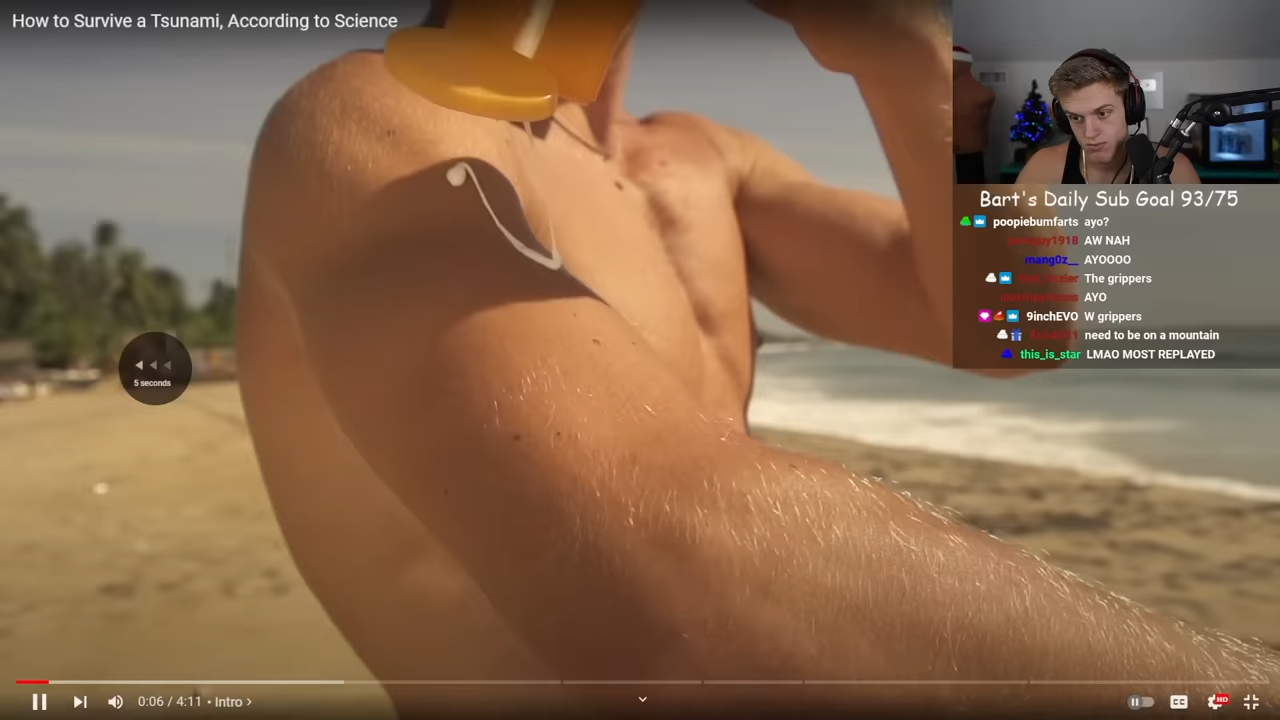 How to Survive a Tsunami, According to Science
Bart's Daily Sub Goal 93/75
poopiebumfarts ayo?
AW NAH
mang0z__ AYOOOO
The grippers
AYO
9inchEVO W grippers
need to be on a mountain
this_is_star LMAO MOST REPLAYED
5 seconds
0:06 / 4:11 • Intro
CC
HD